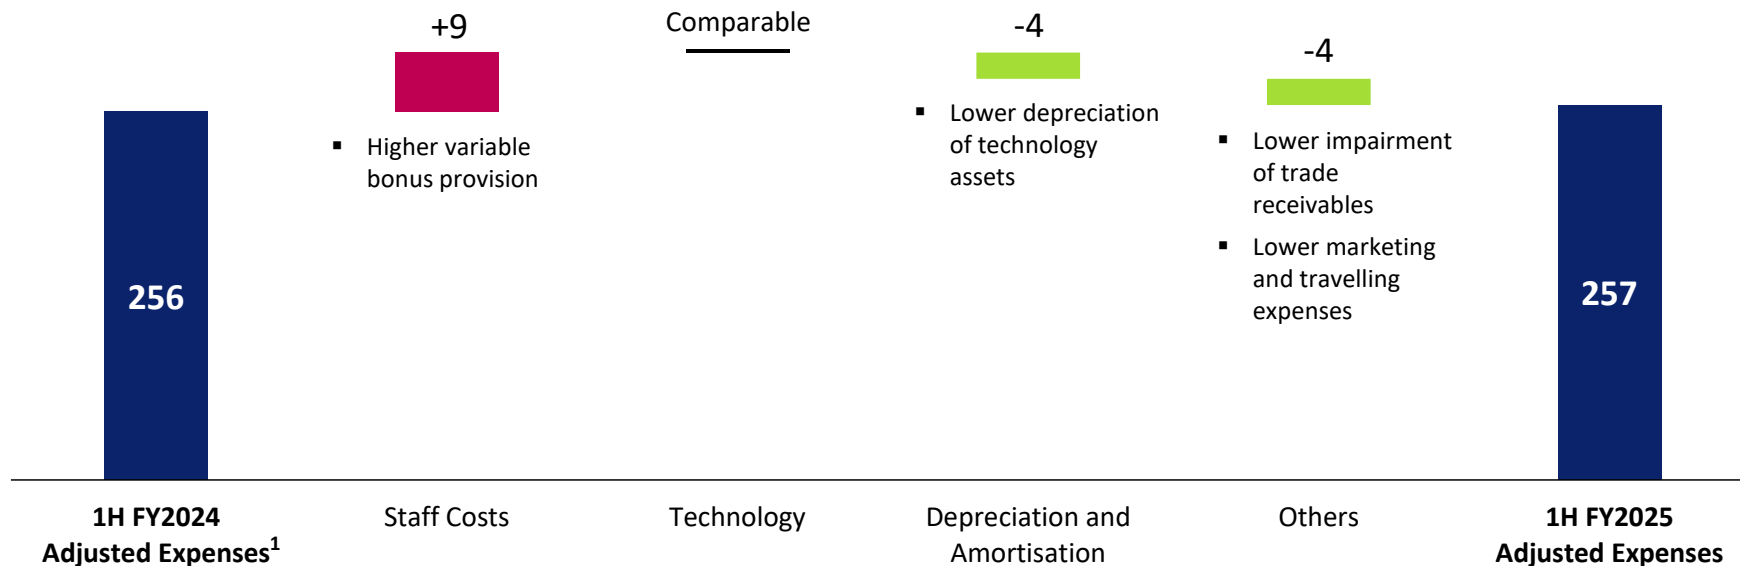 +9
Comparable
-4
-4
▪ Higher variable
bonus provision
▪ Lower depreciation
of technology
assets
▪ Lower impairment
of trade
receivables
▪ Lower marketing
and travelling
expenses
256
257
1H FY2024
Adjusted Expenses¹
Staff Costs
Technology
Depreciation and
Amortisation
Others
1H FY2025
Adjusted Expenses